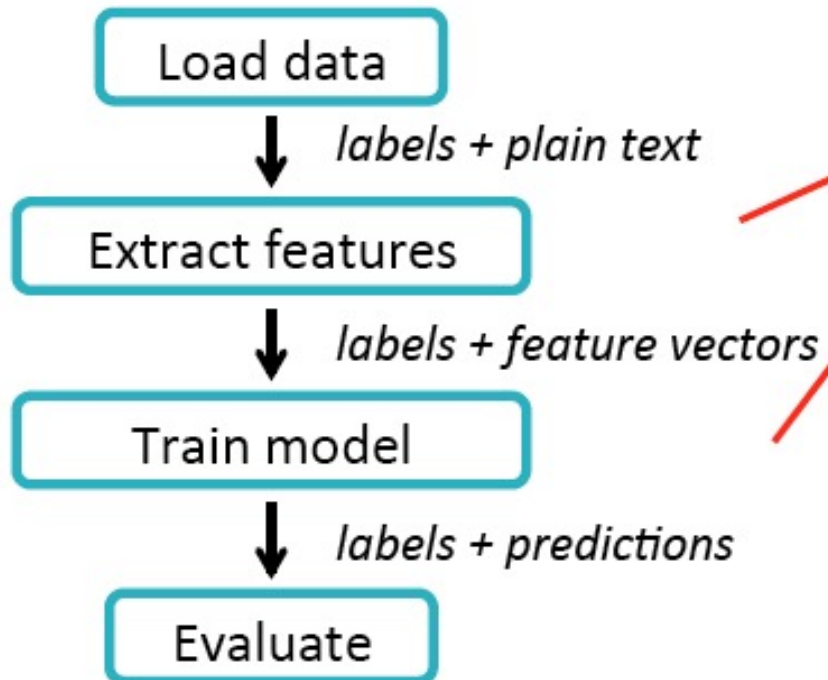 Load data
labels + plain text
Extract features
labels + feature vectors
Train model
labels + predictions
Evaluate